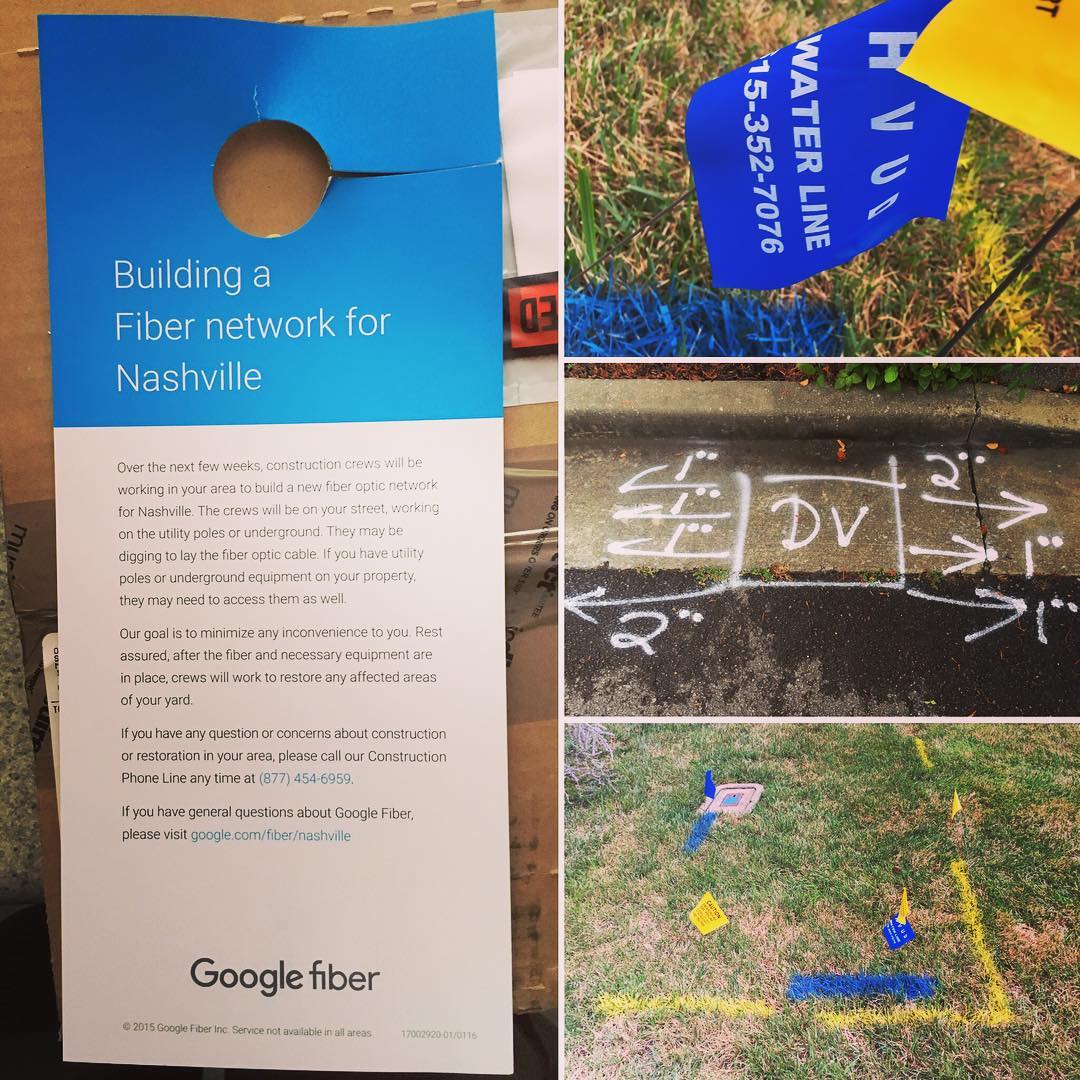 Building a
Fiber network for
Nashville
Over the next few weeks, construction crews will be
working in your area to build a new fiber optic network
for Nashville. The crews will be on your street, working
on the utility poles or underground. They may be
digging to lay the fiber optic cable. If you have utility
poles or underground equipment on your property,
they may need to access them as well.
Our goal is to minimize any inconvenience to you. Rest
assured, after the fiber and necessary equipment are
in place, crews will work to restore any affected areas
of your yard.
If you have any question or concerns about construction
or restoration in your area, please call our Construction
Phone Line any time at (877) 454-6959.
If you have general questions about Google Fiber,
please visit google.com/fiber/nashville
Google fiber
© 2015 Google Fiber Inc. Service not available in all areas.
17002920-01/0116
H V U D
WATER LINE
15-352-7076
1"
1"
1"
2"
DV
2"
1"
1"
CAUTION